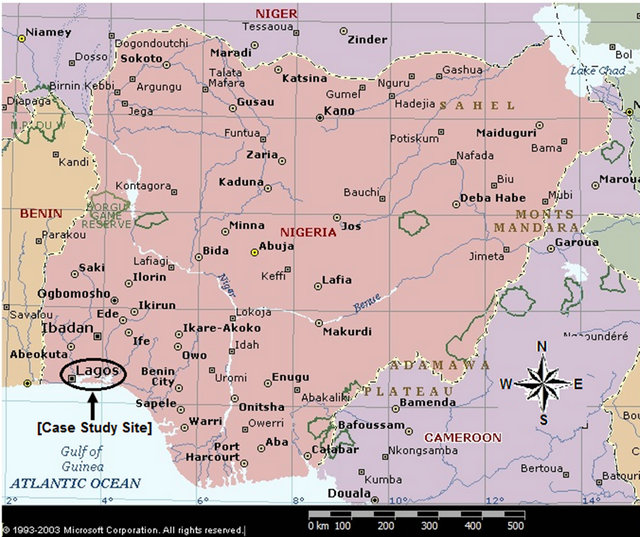 NIGER
Niamey
Tessaoua
Zinder
Dogondoutchi
Maradi
Bol
Dosso
Sokoto
Lake Chad
Talata
Mafara
Katsina
Gashua
Nguru
Birnin Kebbi
Argungu
Gumel
Hadejia
SAHEL
Diapaga
Jega
Gusau
Kano
Maiduguri
Funtua
Potiskum
Bama
Kandi
Zaria
Nafada
Kaduna
Biu
Maroua
Kontagora
Bauchi
Deba Habe
Mubi
BORGUE
GAME
RESERVE
BENIN
MONTS
MANDARA
Parakou
Minna
NIGERIA
Jos
Abuja
Bida
Jimeta
Garoua
Lafiagi
Saki
Ilorin
Keffi
Niger
Lafia
Benue
Ogbomosho
Savalou
Ede
Ikirun
Lokoja
Ibadan
Ife
Ikare-Akoko
Makurdi
Abeokuta
Owo
Idah
N
Lagos
Benin
City
Uromi
Enugu
ADAMAWA
W
E
PLATEAU
Abakaliki
S
Sapele
Onitsha
Bamenda
[Case Study Site]
Warri
Owerri
Bafoussam
CAMEROON
Gulf of
Guinea
Port
Harcourt
Aba
Calabar
Nkongsamba
Bertoua
ATLANTIC OCEAN
Kumba
Batouri
Douala
2°
4°
6°
8°
10°
12°
14°
© 1993-2003 Microsoft Corporation. All rights reserved.
0 km 100 200 300 400 500